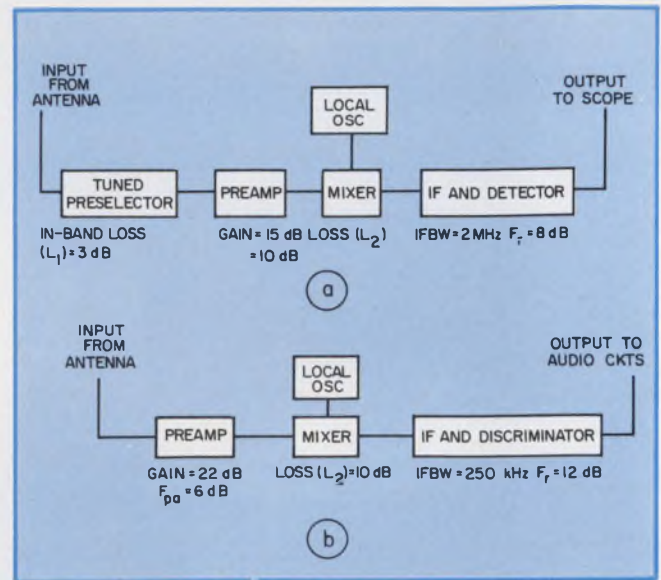 INPUT
FROM
ANTENNA
LOCAL
OSC
OUTPUT
TO SCOPE
TUNED
PRESELECTOR
PREAMP
MIXER
IF AND DETECTOR
IN-BAND LOSS
(L₁)= 3 dB
GAIN = 15 dB
LOSS (L₂)
= 10 dB
IFBW = 2 MHz Fᵣ = 8 dB
a
INPUT
FROM
ANTENNA
LOCAL
OSC
OUTPUT TO
AUDIO CKTS
PREAMP
MIXER
IF AND DISCRIMINATOR
GAIN = 22 dB
Fpa = 6 dB
LOSS (L₂) = 10 dB
IFBW = 250 kHz Fᵣ = 12 dB
b